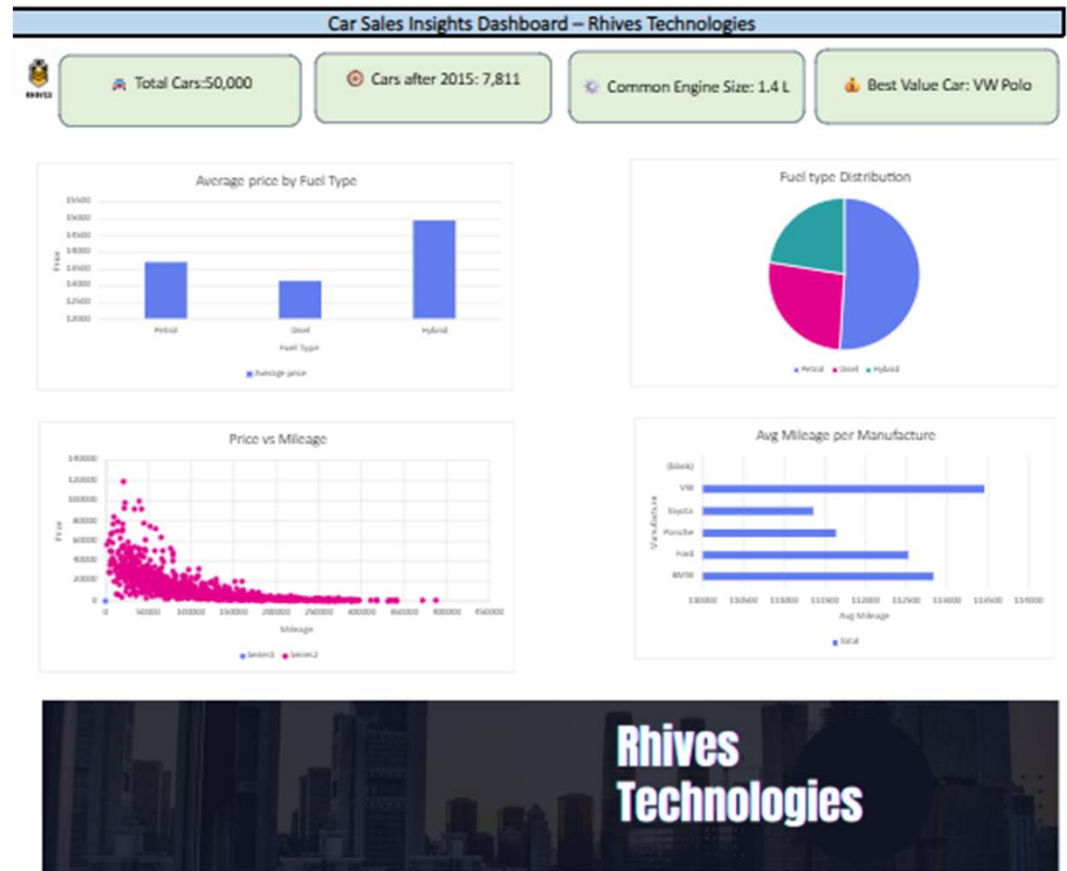 Car Sales Insights Dashboard – Rhives Technologies
RHIVES
Total Cars:50,000
Cars after 2015: 7,811
Common Engine Size: 1.4 L
Best Value Car: VW Polo
Average price by Fuel Type
15500
15000
14500
14000
12500
12000
Price
Petrol
Diesel
Hybrid
Fuel Type
Average price
Fuel type Distribution
Petrol Diesel Hybrid
Price vs Mileage
140000
120000
100000
80000
60000
40000
20000
0
Price
0 50000 100000 150000 200000 250000 300000 350000 400000 450000
Mileage
Series1 Series2
Avg Mileage per Manufacture
(blank)
VW
Toyota
Porsche
Ford
BMW
Manufacture
Avg Mileage
Total
Rhives
Technologies